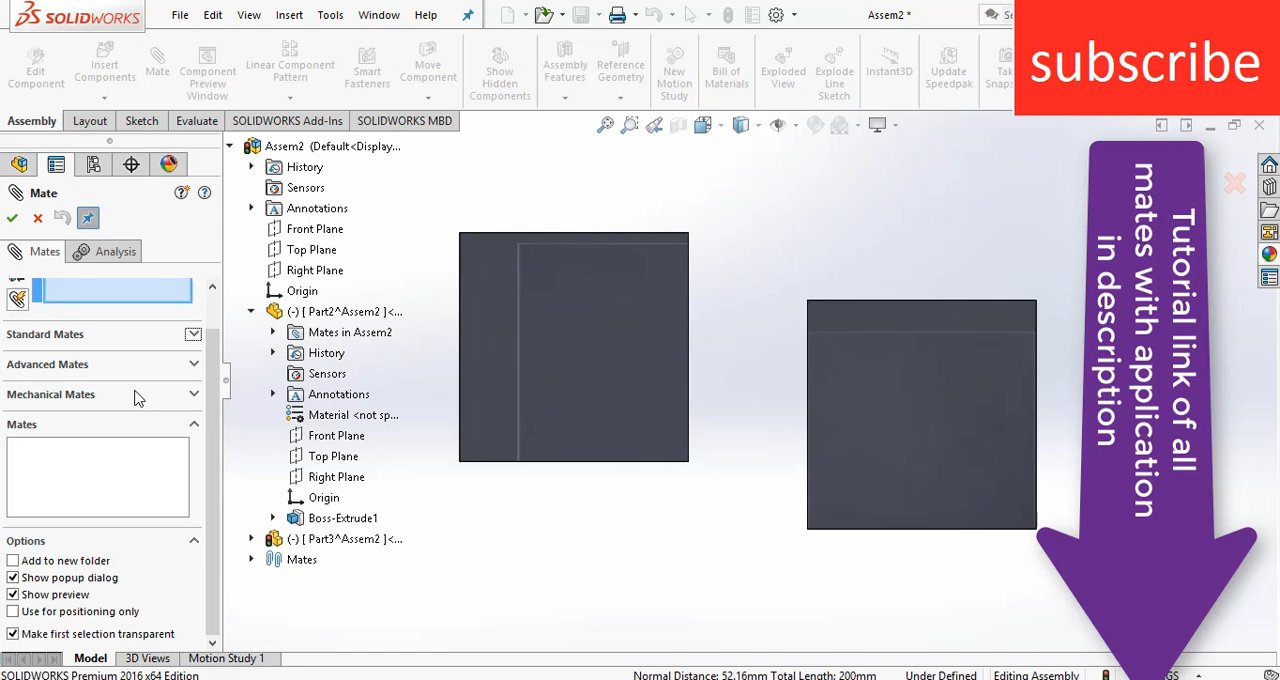 SOLIDWORKS
File
Edit
View
Insert
Tools
Window
Help
Assem2 *
Edit
Component
Insert
Components
Mate
Component
Preview
Window
Linear Component
Pattern
Smart
Fasteners
Move
Component
Show
Hidden
Components
Assembly
Features
Reference
Geometry
New
Motion
Study
Bill of
Materials
Exploded
View
Explode
Line
Sketch
Instant3D
Update
Speedpak
Take
subscribe
Assembly
Layout
Sketch
Evaluate
SOLIDWORKS Add-Ins
SOLIDWORKS MBD
Mate
Mates
Analysis
Standard Mates
Advanced Mates
Mechanical Mates
Mates
Options
Add to new folder
Show popup dialog
Show preview
Use for positioning only
Make first selection transparent
Assem2 (Default<Display...
History
Sensors
Annotations
Front Plane
Top Plane
Right Plane
Origin
(-) [ Part2^Assem2 ]<...
Mates in Assem2
History
Sensors
Annotations
Material <not sp...
Front Plane
Top Plane
Right Plane
Origin
Boss-Extrude1
(-) [ Part3^Assem2 ]<...
Mates
Tutorial link of all
mates with application
in description
Model
3D Views
Motion Study 1
SOLIDWORKS Premium 2016 x64 Edition
Normal Distance: 52.16mm Total Length: 200mm
Under Defined
Editing Assembly